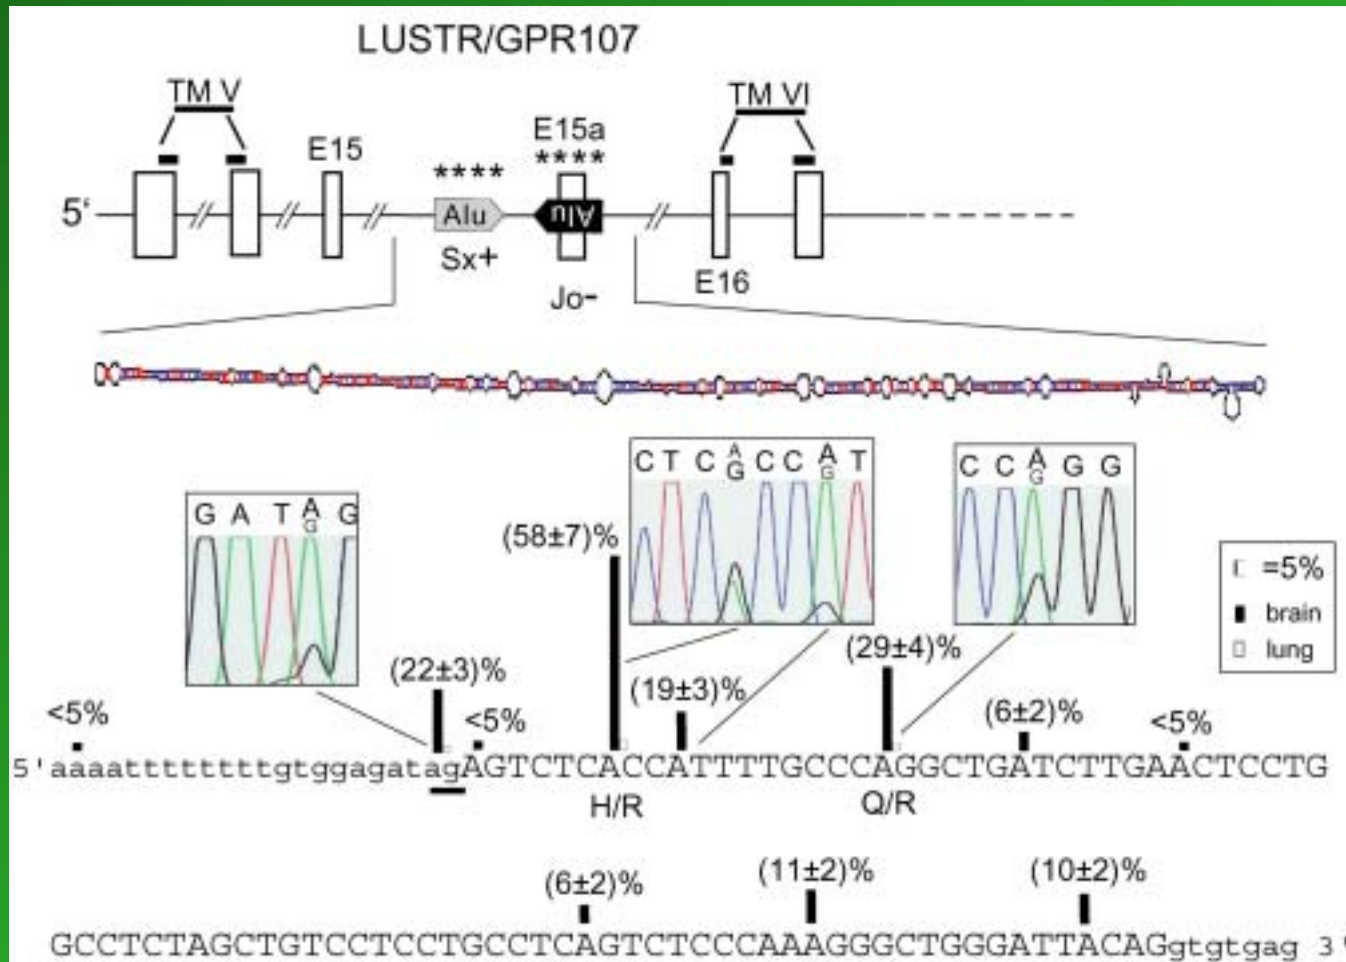 LUSTR/GPR107
TM V
TM VI
E15
E15a
****
****
5'
Alu
Alu
Sx+
Jo-
E16
C T C A/G C C A/G T
C C A/G G G
G A T A/G G
(58±7)%
=5%
brain
lung
(22±3)%
(19±3)%
(29±4)%
<5%
<5%
(6±2)%
<5%
5'aaaattttttttgtggagatagAGTCTCACCATTTTGCCCAGGCTGATCTTGAACTCCTG
H/R
Q/R
(6±2)%
(11±2)%
(10±2)%
GCCTCTAGCTGTCCTCCTGCCTCAGTCTCCCAAAGGGCTGGGATTACAGgtgtgag 3'